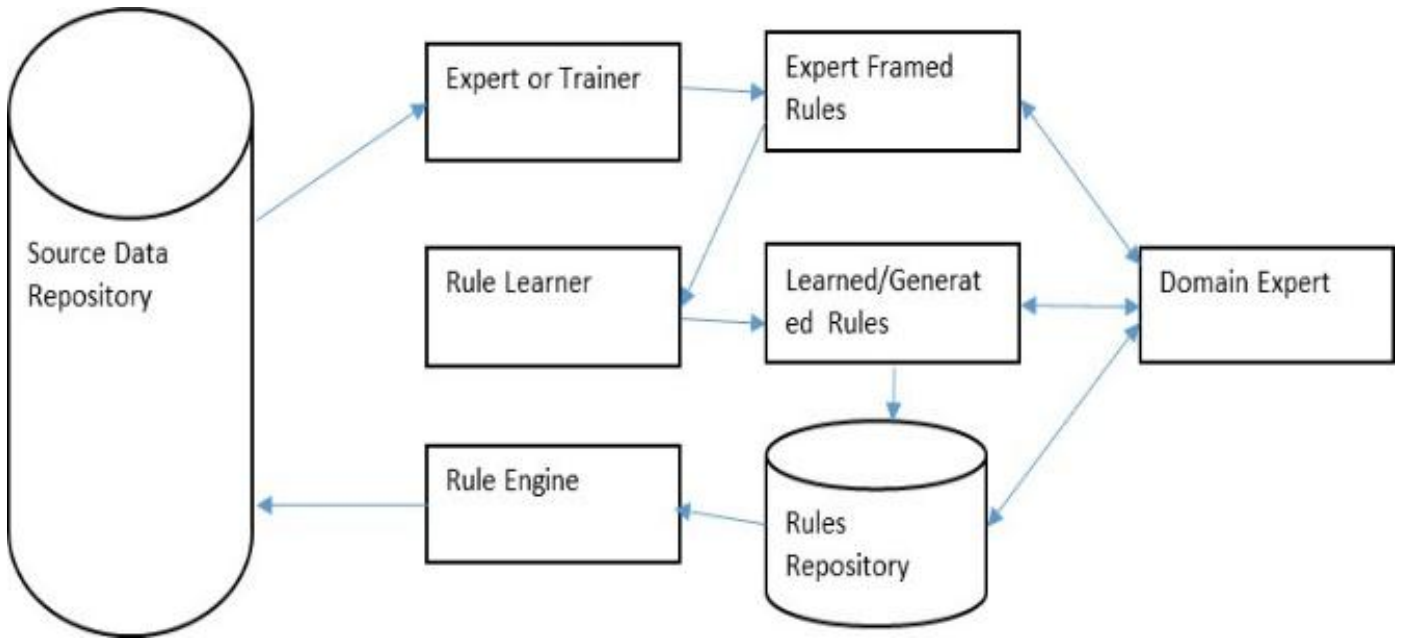 Expert or Trainer
Expert Framed
Rules
Source Data
Repository
Rule Learner
Learned/Generat
ed Rules
Domain Expert
Rule Engine
Rules
Repository